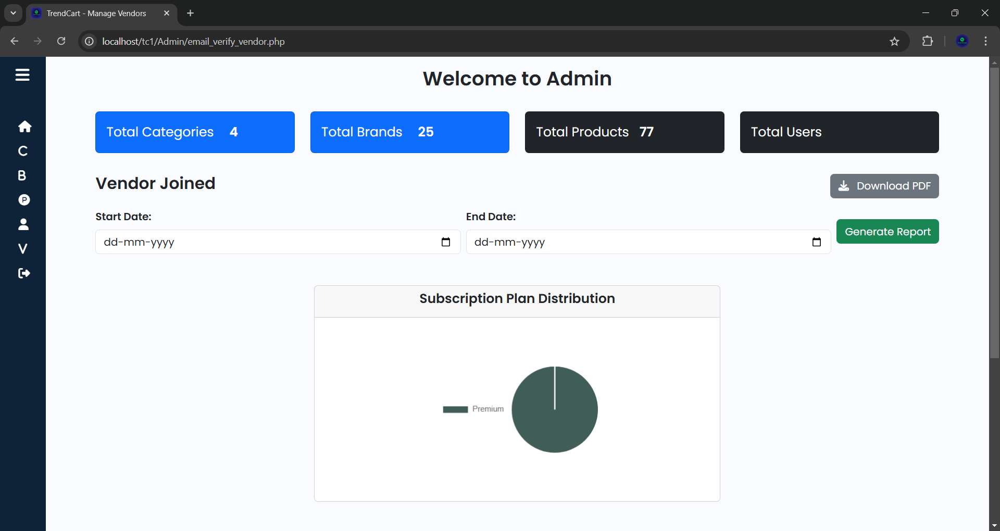 TrendCart - Manage Vendors
localhost/tc1/Admin/email_verify_vendor.php
Welcome to Admin
Total Categories 4
Total Brands 25
Total Products 77
Total Users
C
B
P
V
Vendor Joined
Download PDF
Start Date:
End Date:
dd-mm-yyyy
dd-mm-yyyy
Generate Report
Subscription Plan Distribution
Premium